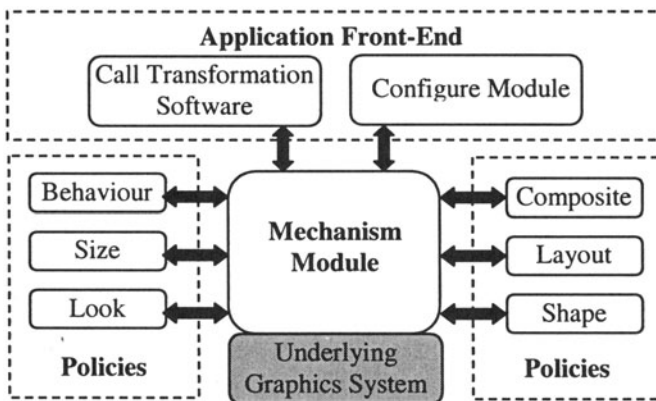 Application Front-End
Call Transformation
Software
Configure Module
Behaviour
Size
Look
Policies
Mechanism
Module
Underlying
Graphics System
Composite
Layout
Shape
Policies